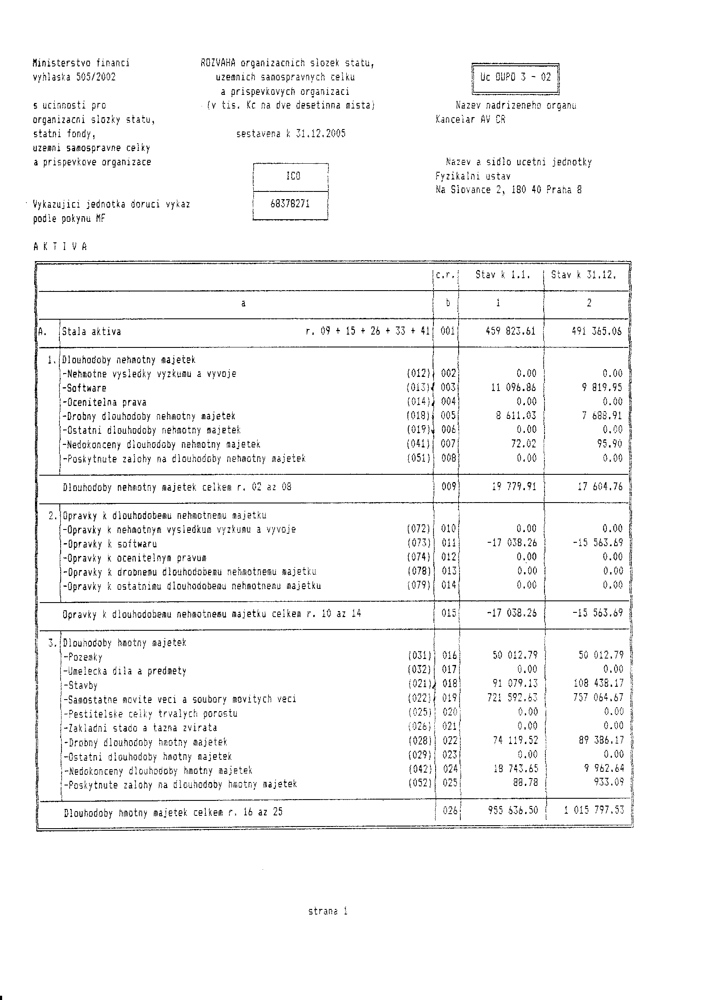 Ministerstvo financi
vyhlaska 505/2002
s ucinnosti pro
organizacni slozky statu,
statni fondy,
uzemni samospravne celky
a prispevkove organizace
Vykazujici jednotka doruci vykaz
podle pokynu MF
ROZVAHA organizacnich slozek statu,
uzemnich samospravnych celku
a prispevkovych organizaci
(v tis. Kc na dve desetinna mista)
sestavena k 31.12.2005
ICO
68378271
Uc OUPO 3 - 02
Nazev nadrizeneho organu
Kancelar AV CR
Nazev a sidlo ucetni jednotky
Fyzikalni ustav
Na Slovance 2, 180 40 Praha 8
A K T I V A
c.r. Stav k 1.1. Stav k 31.12.
a b 1 2
A. Stala aktiva r. 09 + 15 + 26 + 33 + 41 001 459 823.61 491 365.06
1. Dlouhodoby nehmotny majetek
-Nehmotne vysledky vyzkumu a vyvoje (012) 002 0.00 0.00
-Software (013) 003 11 096.86 9 819.95
-Ocenitelna prava (014) 004 0.00 0.00
-Drobny dlouhodoby nehmotny majetek (018) 005 8 611.03 7 688.91
-Ostatni dlouhodoby nehmotny majetek (019) 006 0.00 0.00
-Nedokonceny dlouhodoby nehmotny majetek (041) 007 72.02 95.90
-Poskytnute zalohy na dlouhodoby nehmotny majetek (051) 008 0.00 0.00
Dlouhodoby nehmotny majetek celkem r. 02 az 08 009 19 779.91 17 604.76
2. Opravky k dlouhodobemu nehmotnemu majetku
-Opravky k nehmotnym vysledkum vyzkumu a vyvoje (072) 010 0.00 0.00
-Opravky k softwaru (073) 011 -17 038.26 -15 563.69
-Opravky k ocenitelnym pravum (074) 012 0.00 0.00
-Opravky k drobnemu dlouhodobemu nehmotnemu majetku (078) 013 0.00 0.00
-Opravky k ostatnimu dlouhodobemu nehmotnemu majetku (079) 014 0.00 0.00
Opravky k dlouhodobemu nehmotnemu majetku celkem r. 10 az 14 015 -17 038.26 -15 563.69
3. Dlouhodoby hmotny majetek
-Pozemky (031) 016 50 012.79 50 012.79
-Umelecka dila a predmety (032) 017 0.00 0.00
-Stavby (021) 018 91 079.13 108 438.17
-Samostatne movite veci a soubory movitych veci (022) 019 721 592.63 757 064.67
-Pestitelske celky trvalych porostu (025) 020 0.00 0.00
-Zakladni stado a tazna zvirata (026) 021 0.00 0.00
-Drobny dlouhodoby hmotny majetek (028) 022 74 119.52 89 386.17
-Ostatni dlouhodoby hmotny majetek (029) 023 0.00 0.00
-Nedokonceny dlouhodoby hmotny majetek (042) 024 18 743.65 9 962.64
-Poskytnute zalohy na dlouhodoby hmotny majetek (052) 025 88.78 933.09
Dlouhodoby hmotny majetek celkem r. 16 az 25 026 955 636.50 1 015 797.53
strana 1